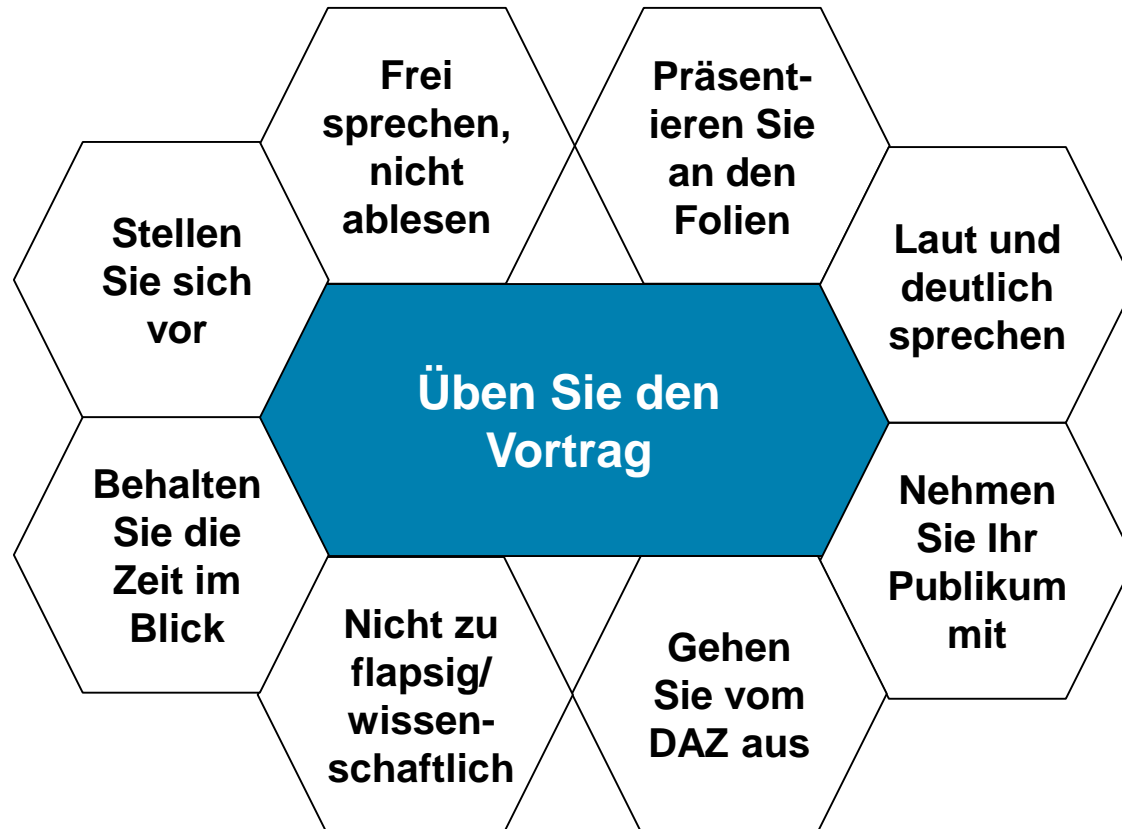 Frei
sprechen,
nicht
ablesen
Präsent-
ieren Sie
an den
Folien
Stellen
Sie sich
vor
Laut und
deutlich
sprechen
Üben Sie den
Vortrag
Behalten
Sie die
Zeit im
Blick
Nehmen
Sie Ihr
Publikum
mit
Nicht zu
flapsig/
wissen-
schaftlich
Gehen
Sie vom
DAZ aus